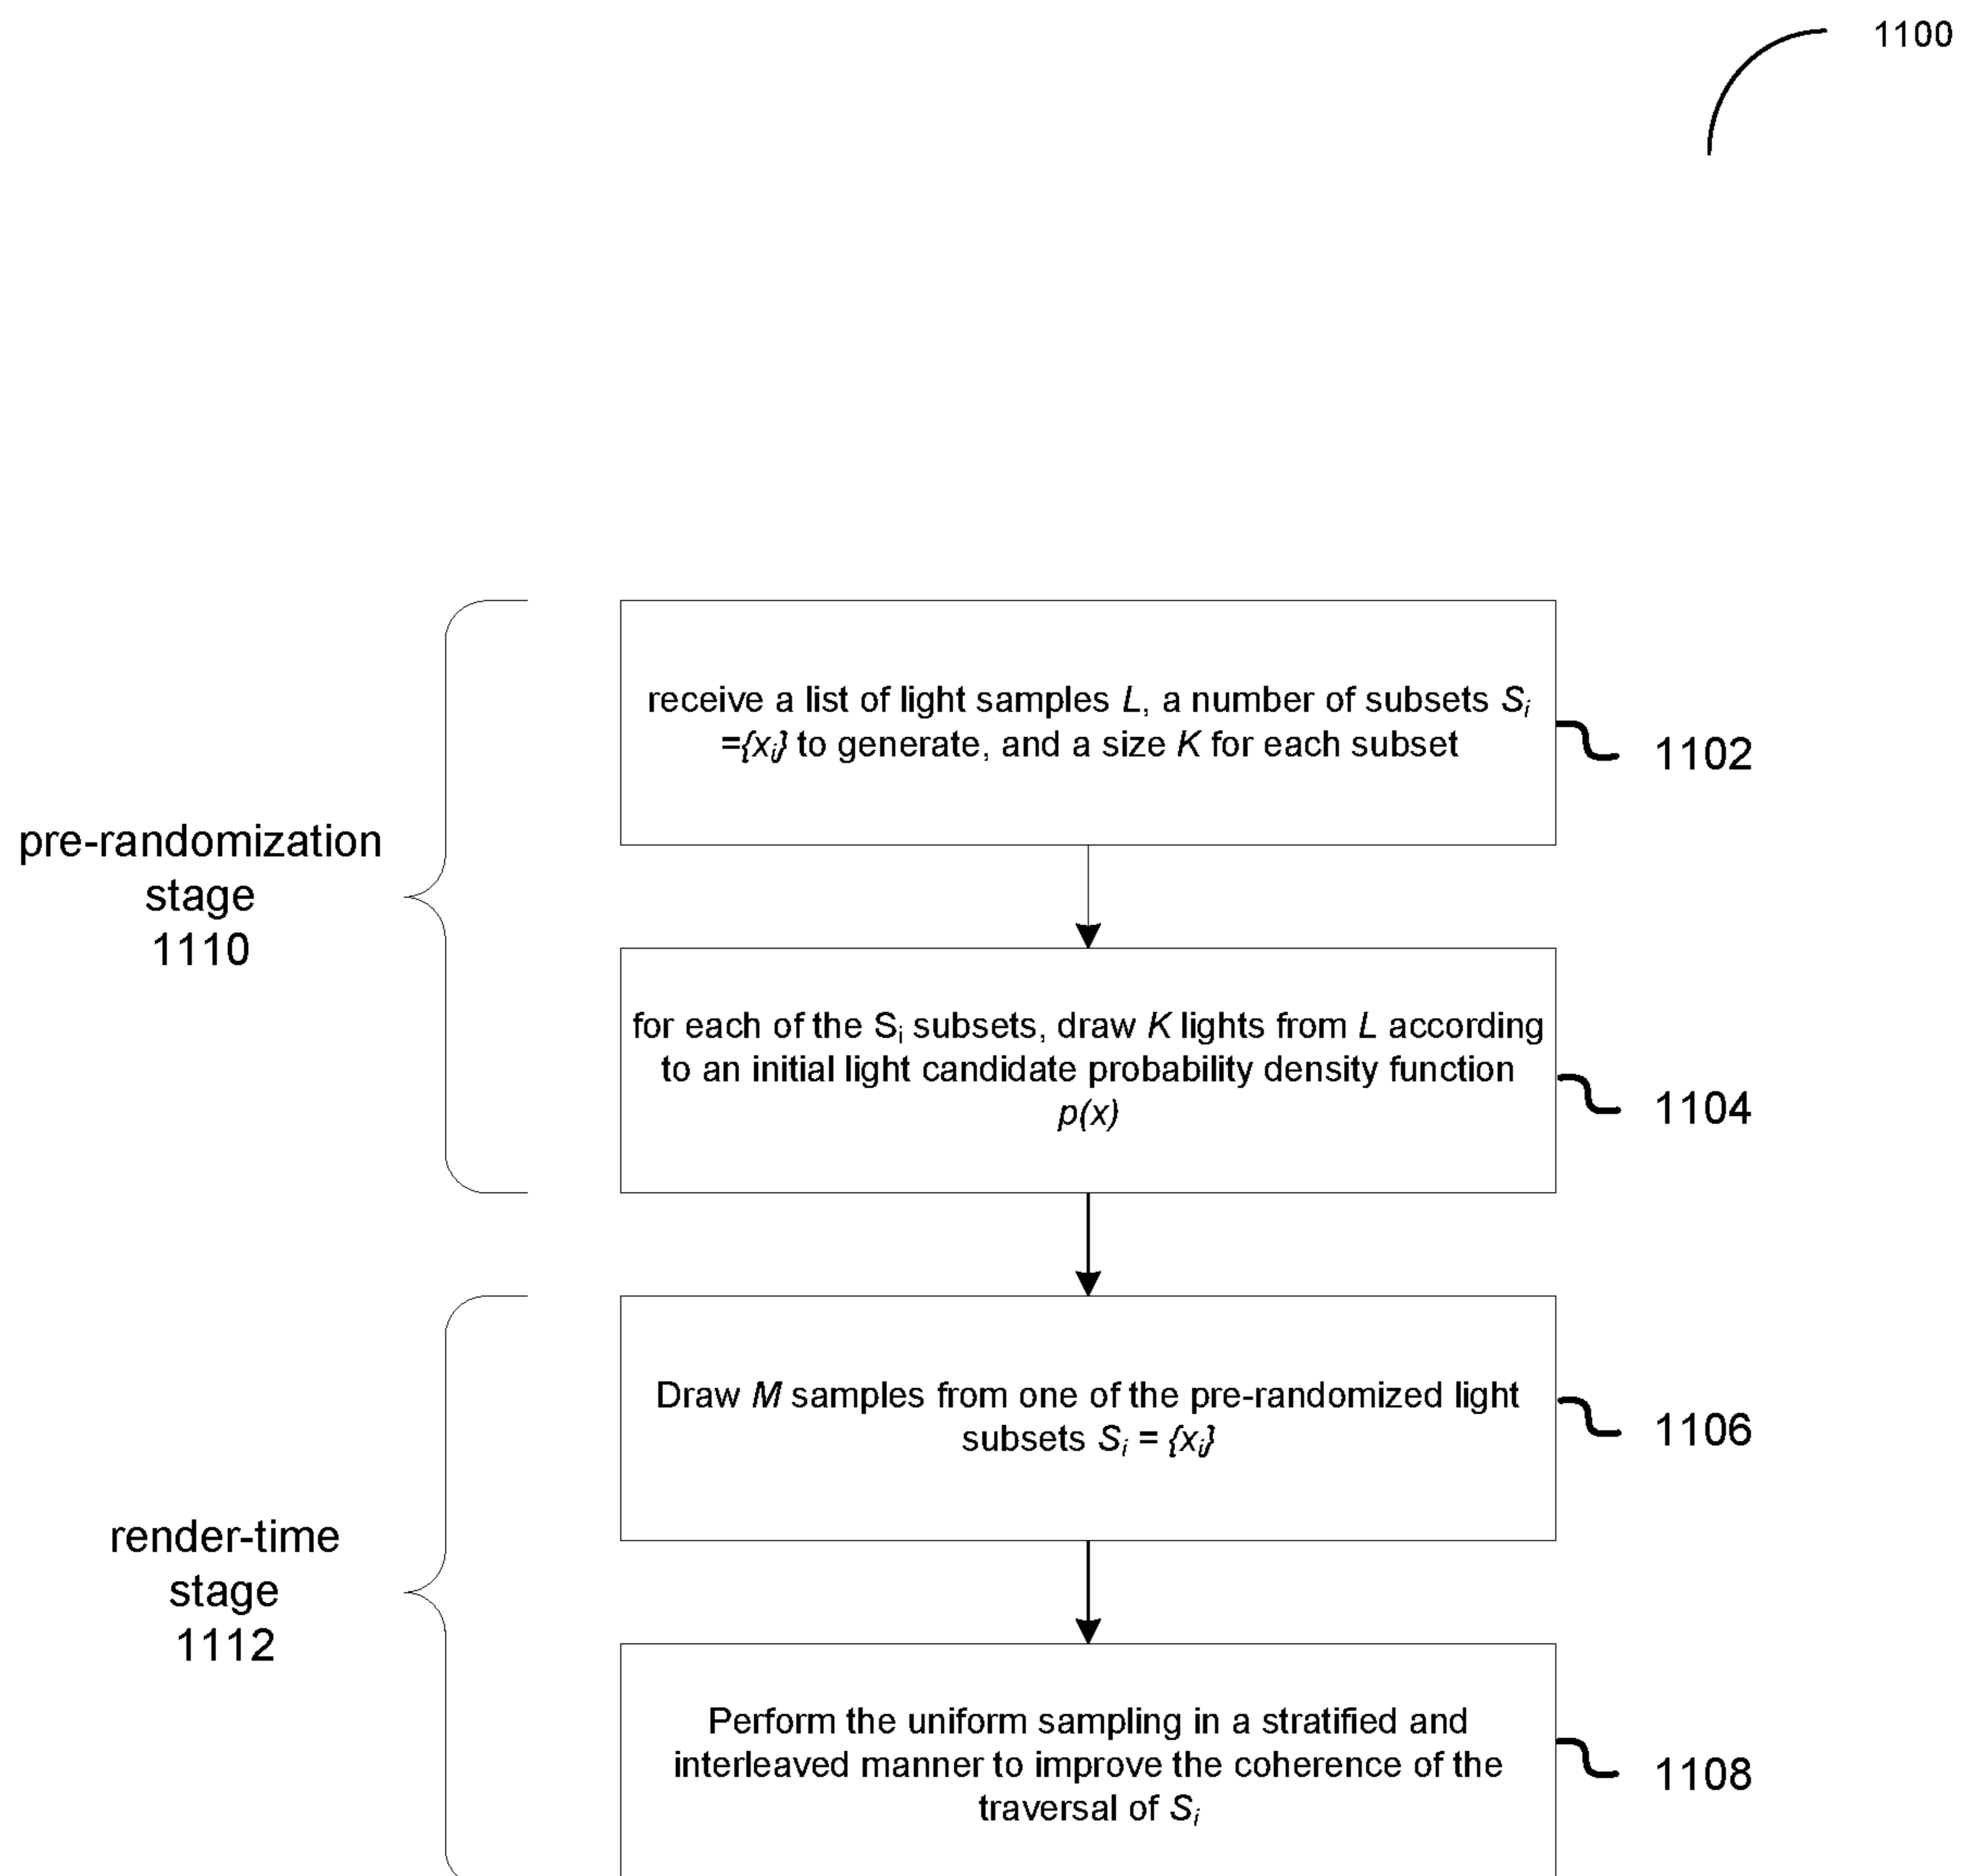 1100
receive a list of light samples L, a number of subsets Si
={xi} to generate, and a size K for each subset
1102
pre-randomization
stage
1110
for each of the Si subsets, draw K lights from L according
to an initial light candidate probability density function
p(x)
1104
Draw M samples from one of the pre-randomized light
subsets Si = {xi}
1106
render-time
stage
1112
Perform the uniform sampling in a stratified and
interleaved manner to improve the coherence of the
traversal of Si
1108